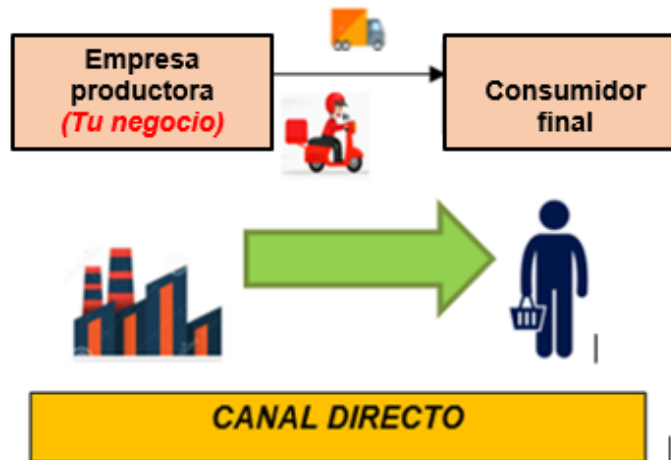 Empresa
productora
(Tu negocio)
Consumidor
final
CANAL DIRECTO